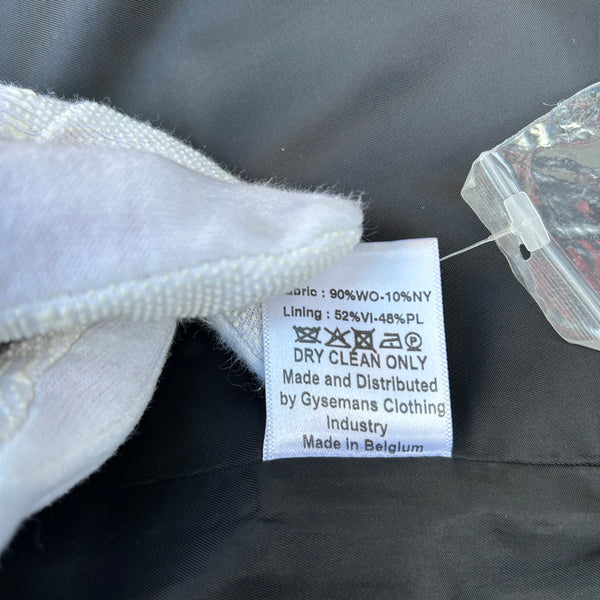 abric : 90%WO-10%NY
Lining : 52%VI-48%PL
DRY CLEAN ONLY
Made and Distributed
by Gysemans Clothing
Industry
Made in Belgium